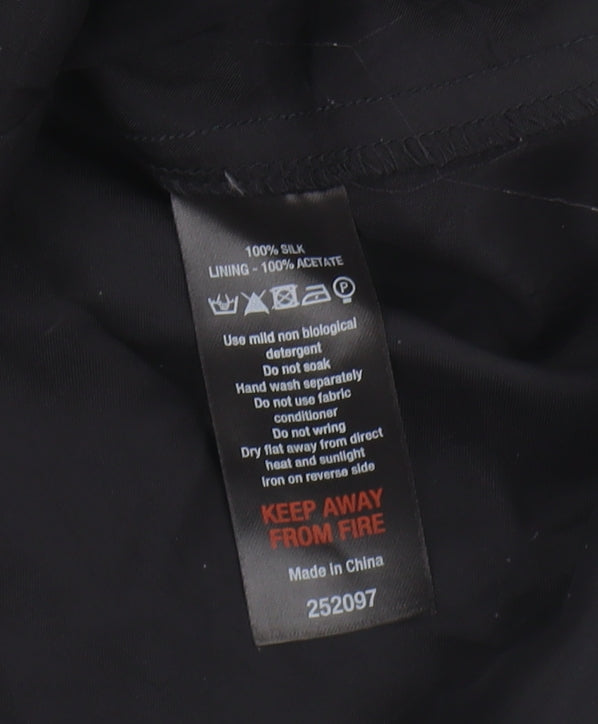 100% SILK
LINING - 100% ACETATE
P
Use mild non biological
detergent
Do not soak
Hand wash separately
Do not use fabric
conditioner
Do not wring
Dry flat away from direct
heat and sunlight
Iron on reverse side
KEEP AWAY
FROM FIRE
Made in China
252097